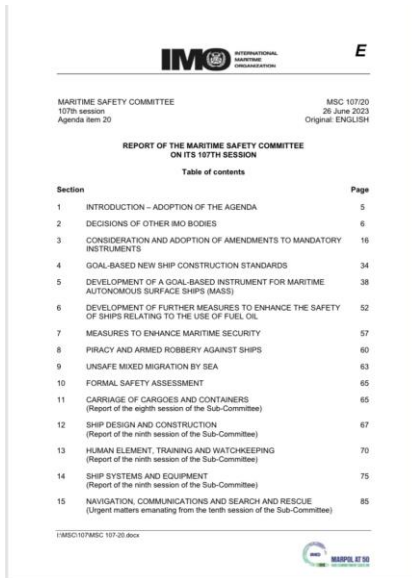 E
IMO
INTERNATIONAL
MARITIME
ORGANIZATION
MARITIME SAFETY COMMITTEE
107th session
Agenda item 20
MSC 107/20
26 June 2023
Original: ENGLISH
REPORT OF THE MARITIME SAFETY COMMITTEE
ON ITS 107TH SESSION
Table of contents
Section Page
1 INTRODUCTION – ADOPTION OF THE AGENDA 5
2 DECISIONS OF OTHER IMO BODIES 6
3 CONSIDERATION AND ADOPTION OF AMENDMENTS TO MANDATORY 16
INSTRUMENTS
4 GOAL-BASED NEW SHIP CONSTRUCTION STANDARDS 34
5 DEVELOPMENT OF A GOAL-BASED INSTRUMENT FOR MARITIME 38
AUTONOMOUS SURFACE SHIPS (MASS)
6 DEVELOPMENT OF FURTHER MEASURES TO ENHANCE THE SAFETY 52
OF SHIPS RELATING TO THE USE OF FUEL OIL
7 MEASURES TO ENHANCE MARITIME SECURITY 57
8 PIRACY AND ARMED ROBBERY AGAINST SHIPS 60
9 UNSAFE MIXED MIGRATION BY SEA 63
10 FORMAL SAFETY ASSESSMENT 65
11 CARRIAGE OF CARGOES AND CONTAINERS 65
(Report of the eighth session of the Sub-Committee)
12 SHIP DESIGN AND CONSTRUCTION 67
(Report of the ninth session of the Sub-Committee)
13 HUMAN ELEMENT, TRAINING AND WATCHKEEPING 70
(Report of the ninth session of the Sub-Committee)
14 SHIP SYSTEMS AND EQUIPMENT 75
(Report of the ninth session of the Sub-Committee)
15 NAVIGATION, COMMUNICATIONS AND SEARCH AND RESCUE 85
(Urgent matters emanating from the tenth session of the Sub-Committee)
I:\MSC\107\MSC 107-20.docx
IMO
MARPOL AT 50